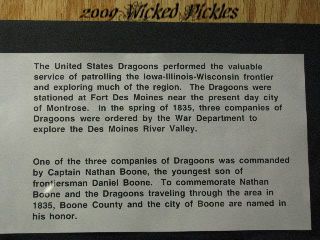 2009 Wicked Pickles
The United States Dragoons performed the valuable
service of patrolling the Iowa-Illinois-Wisconsin frontier
and exploring much of the region. The Dragoons were
stationed at Fort Des Moines near the present day city
of Montrose. In the spring of 1835, three companies of
Dragoons were ordered by the War Department to
explore the Des Moines River Valley.
One of the three companies of Dragoons was commanded
by Captain Nathan Boone, the youngest son of
frontiersman Daniel Boone. To commemorate Nathan
Boone and the Dragoons traveling through the area in
1835, Boone County and the city of Boone are named in
his honor.